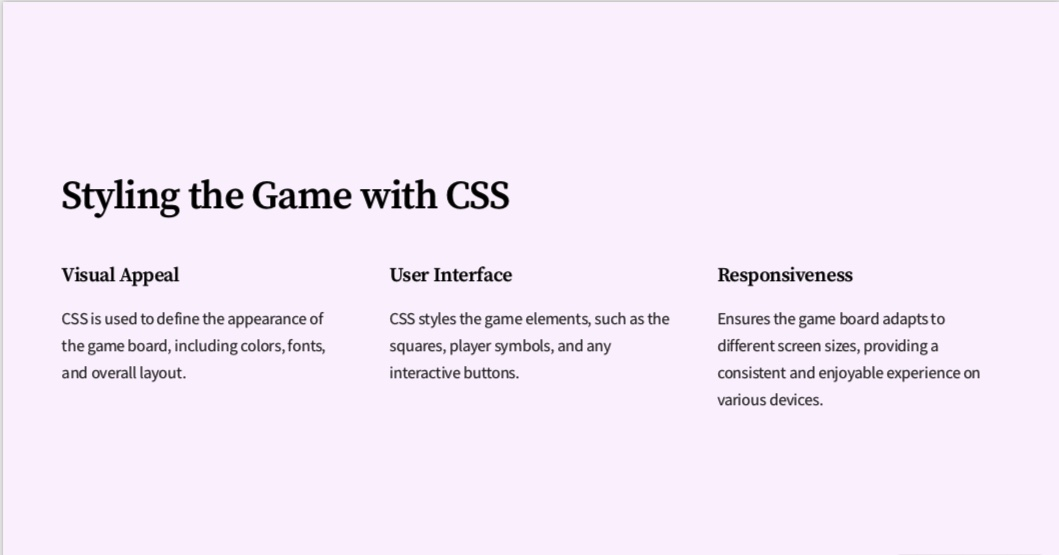 Styling the Game with CSS
Visual Appeal
CSS is used to define the appearance of
the game board, including colors, fonts,
and overall layout.
User Interface
CSS styles the game elements, such as the
squares, player symbols, and any
interactive buttons.
Responsiveness
Ensures the game board adapts to
different screen sizes, providing a
consistent and enjoyable experience on
various devices.